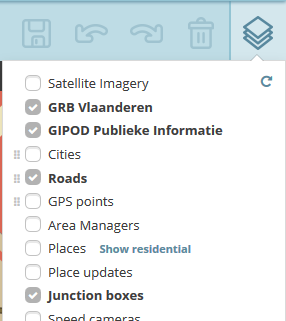 Satellite Imagery
GRB Vlaanderen
GIPOD Publieke Informatie
Cities
Roads
GPS points
Area Managers
Places Show residential
Place updates
Junction boxes
Speed cameras